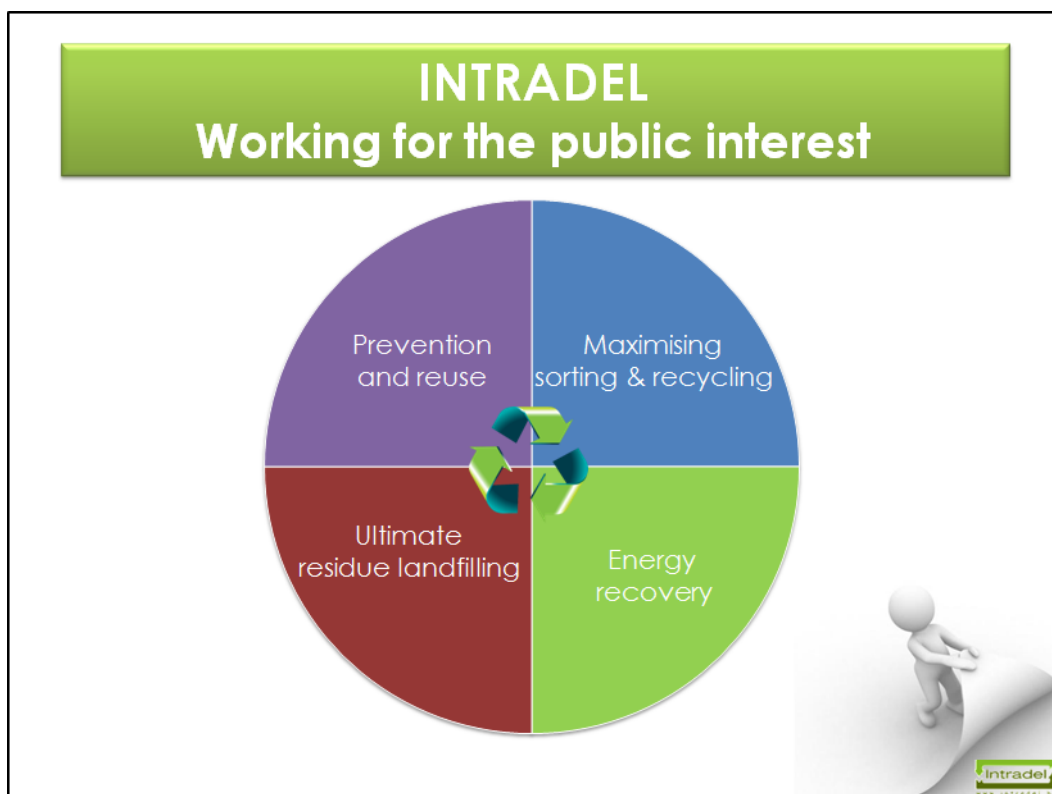 INTRADEL
Working for the public interest
Prevention
and reuse
Maximising
sorting & recycling
Ultimate
residue landfilling
Energy
recovery
Intradel